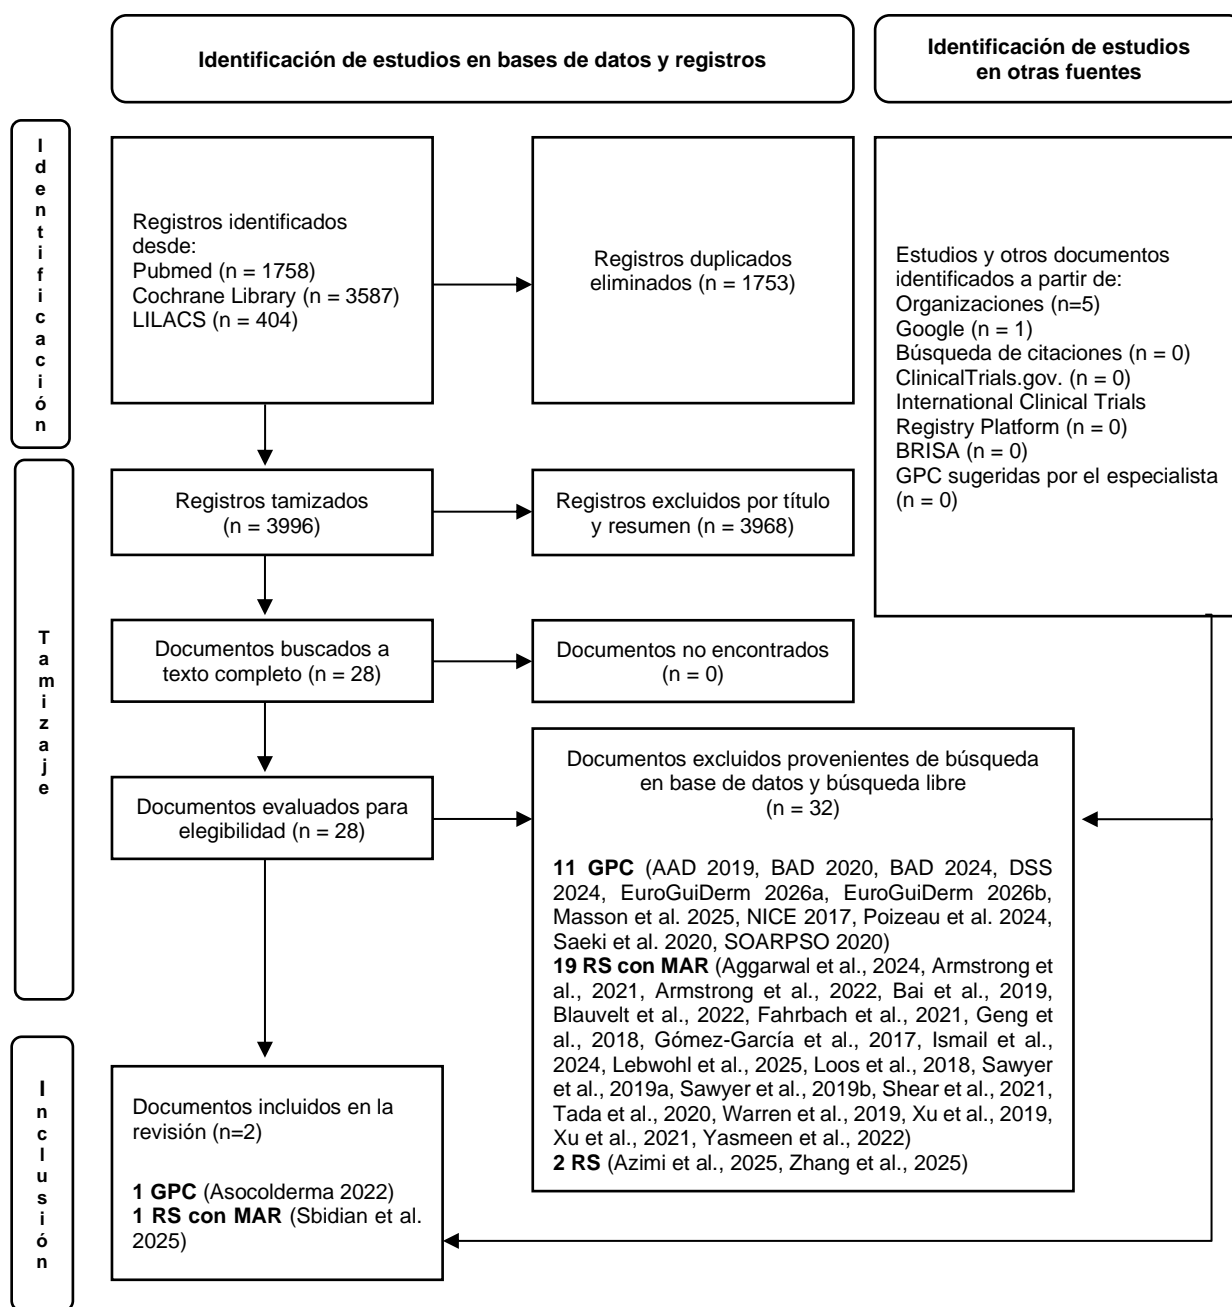 Identificación de estudios en bases de datos y registros
Identificación de estudios
en otras fuentes
Identificación
Registros identificados
desde:
Pubmed (n = 1758)
Cochrane Library (n = 3587)
LILACS (n = 404)
Registros duplicados
eliminados (n = 1753)
Estudios y otros documentos
identificados a partir de:
Organizaciones (n=5)
Google (n = 1)
Búsqueda de citaciones (n = 0)
ClinicalTrials.gov. (n = 0)
International Clinical Trials
Registry Platform (n = 0)
BRISA (n = 0)
GPC sugeridas por el especialista
(n = 0)
Tamizaje
Registros tamizados
(n = 3996)
Registros excluidos por título
y resumen (n = 3968)
Documentos buscados a
texto completo (n = 28)
Documentos no encontrados
(n = 0)
Documentos evaluados para
elegibilidad (n = 28)
Documentos excluidos provenientes de búsqueda
en base de datos y búsqueda libre
(n = 32)
11 GPC (AAD 2019, BAD 2020, BAD 2024, DSS
2024, EuroGuiDerm 2026a, EuroGuiDerm 2026b,
Masson et al. 2025, NICE 2017, Poizeau et al. 2024,
Saeki et al. 2020, SOARPSO 2020)
19 RS con MAR (Aggarwal et al., 2024, Armstrong et
al., 2021, Armstrong et al., 2022, Bai et al., 2019,
Blauvelt et al., 2022, Fahrbach et al., 2021, Geng et
al., 2018, Gómez-García et al., 2017, Ismail et al.,
2024, Lebwohl et al., 2025, Loos et al., 2018, Sawyer
et al., 2019a, Sawyer et al., 2019b, Shear et al., 2021,
Tada et al., 2020, Warren et al., 2019, Xu et al., 2019,
Xu et al., 2021, Yasmeen et al., 2022)
2 RS (Azimi et al., 2025, Zhang et al., 2025)
Inclusión
Documentos incluidos en la
revisión (n=2)
1 GPC (Asocolderma 2022)
1 RS con MAR (Sbidian et al.
2025)